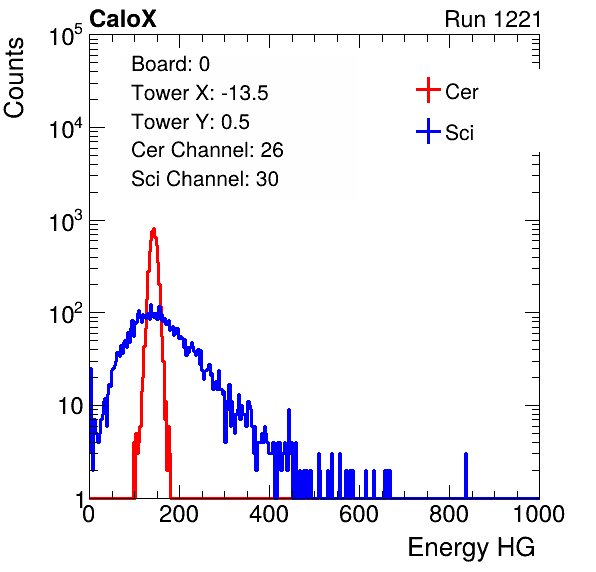 CaloX Run 1221
Counts
10^5
10^4
10^3
10^2
10
1
Board: 0
Tower X: -13.5
Tower Y: 0.5
Cer Channel: 26
Sci Channel: 30
Cer
Sci
0 200 400 600 800 1000
Energy HG